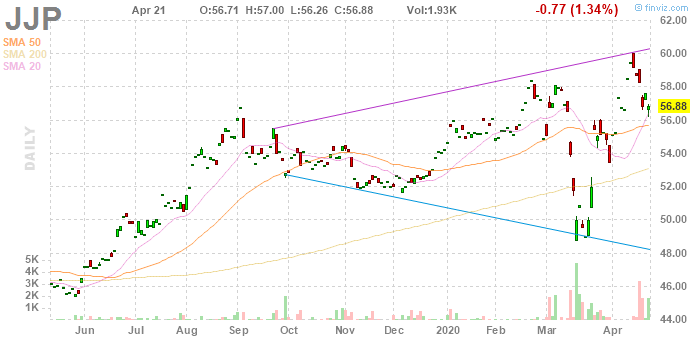 JJP
Apr 21 O:56.71 H:57.00 L:56.26 C:56.88 Vol:1.93K -0.77 (1.34%)
© finviz.com
SMA 50
SMA 200
SMA 20
DAILY
62.00
60.00
58.00
56.88
56.00
54.00
52.00
50.00
48.00
46.00
44.00
5K
4K
3K
2K
1K
Jun Jul Aug Sep Oct Nov Dec 2020 Feb Mar Apr